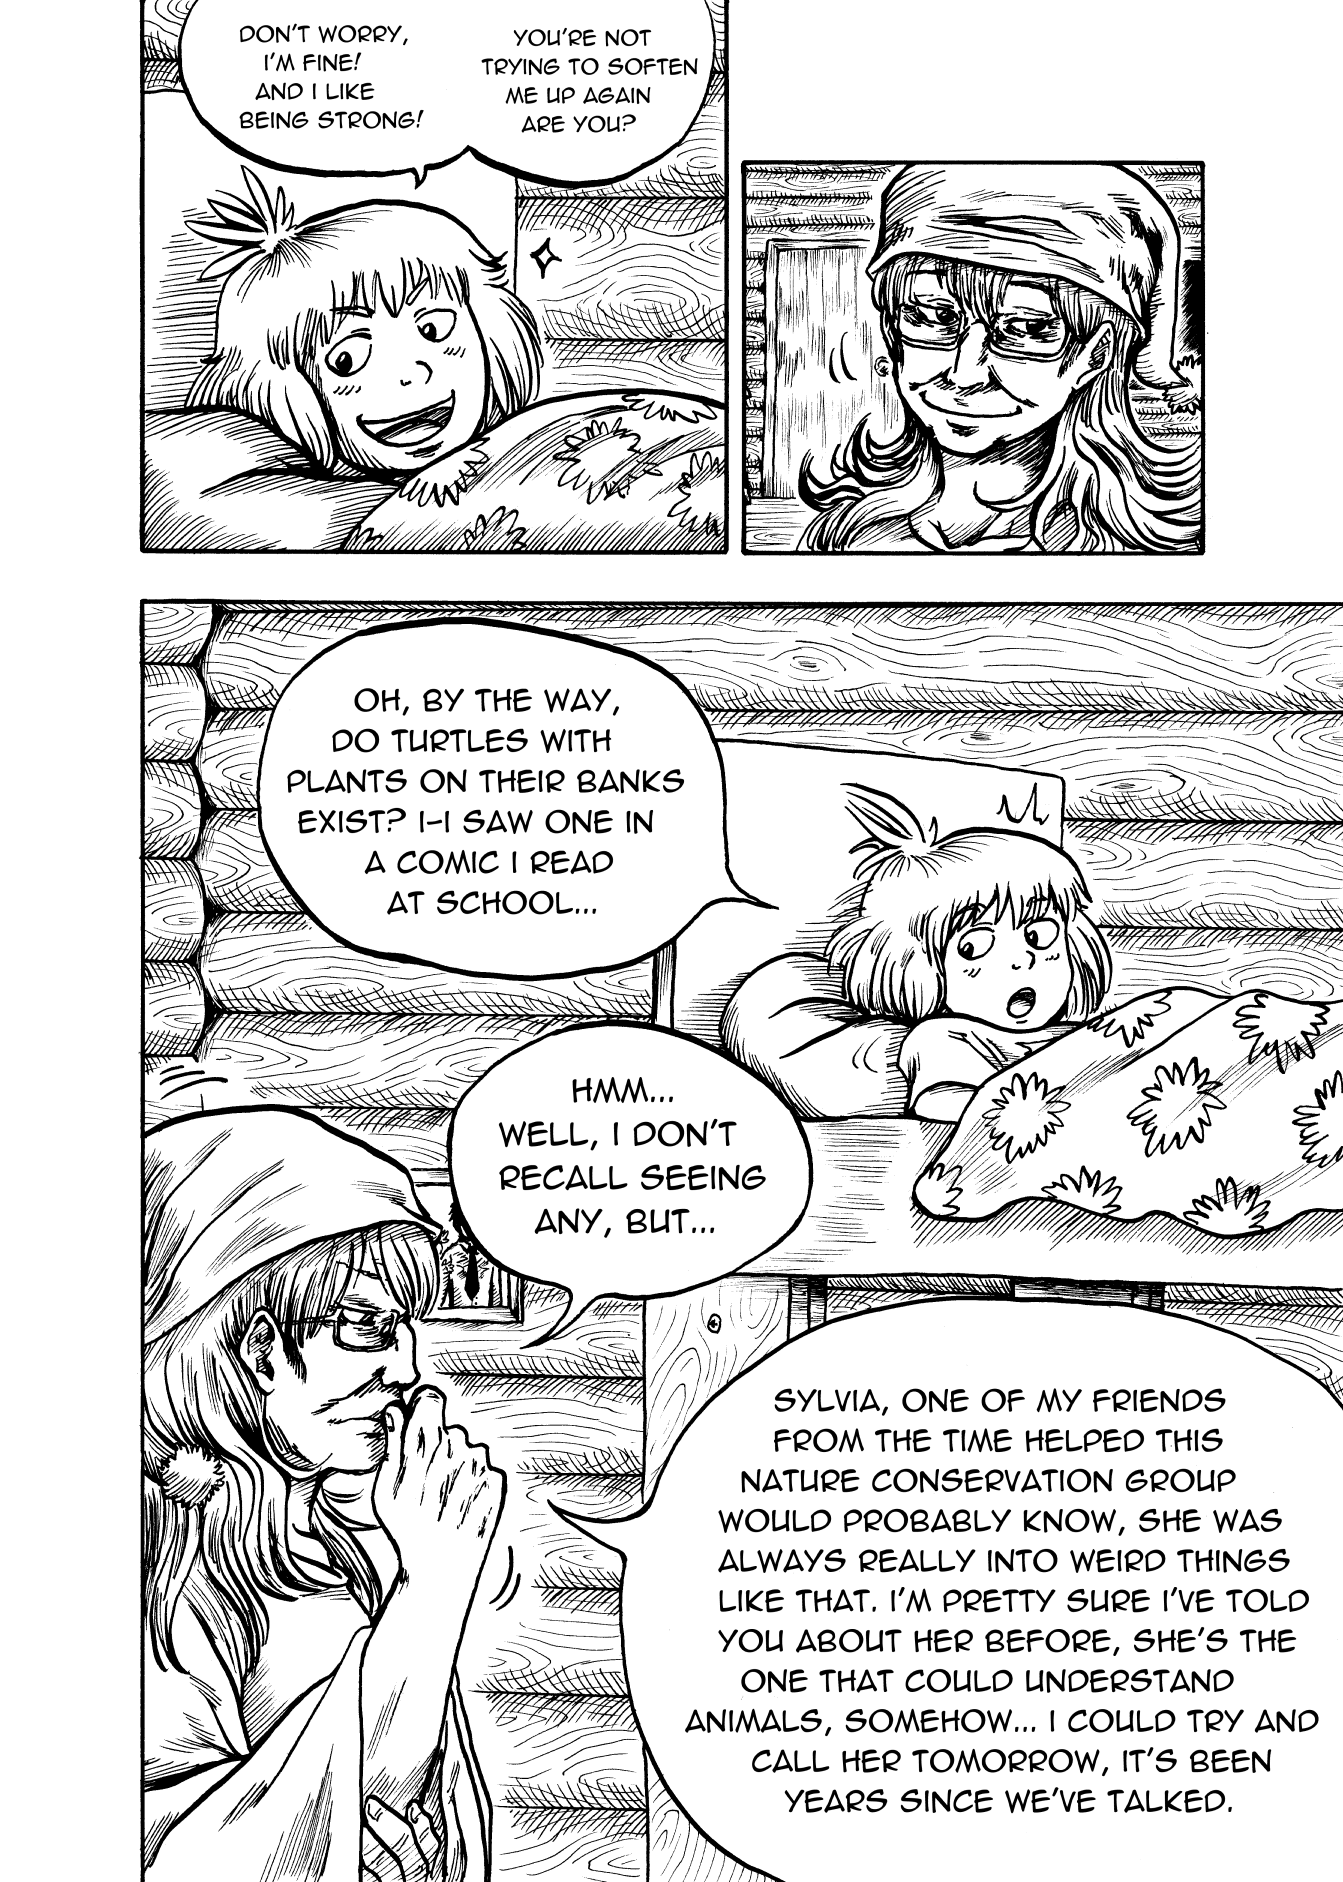 DON'T WORRY,
I'M FINE!
AND I LIKE
BEING STRONG!
YOU'RE NOT
TRYING TO SOFTEN
ME UP AGAIN
ARE YOU?
OH, BY THE WAY,
DO TURTLES WITH
PLANTS ON THEIR BANKS
EXIST? I-I SAW ONE IN
A COMIC I READ
AT SCHOOL...
HMM...
WELL, I DON'T
RECALL SEEING
ANY, BUT...
SYLVIA, ONE OF MY FRIENDS
FROM THE TIME HELPED THIS
NATURE CONSERVATION GROUP
WOULD PROBABLY KNOW, SHE WAS
ALWAYS REALLY INTO WEIRD THINGS
LIKE THAT. I'M PRETTY SURE I'VE TOLD
YOU ABOUT HER BEFORE, SHE'S THE
ONE THAT COULD UNDERSTAND
ANIMALS, SOMEHOW... I COULD TRY AND
CALL HER TOMORROW, IT'S BEEN
YEARS SINCE WE'VE TALKED.